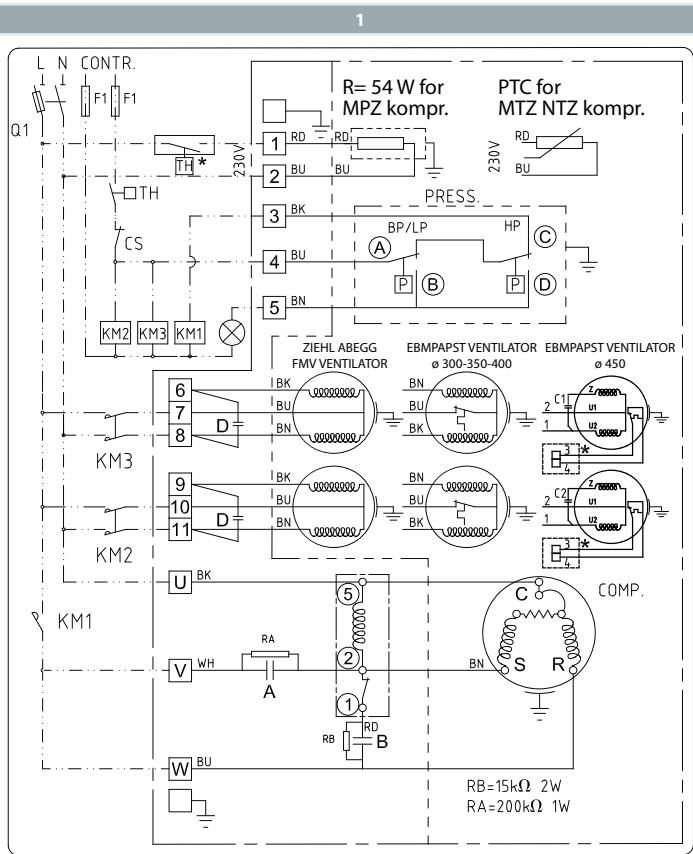 1
L N CONTR.
F1 F1
Q1
R= 54 W for
MPZ kompr.
PTC for
MTZ NTZ kompr.
TH *
230V
1 RD RD
2 BU BU
230V
RD
BU
TH
CS
3 BK
4 BU
5 BN
PRESS.
BP/LP HP
A C
P B P D
KM2 KM3 KM1
ZIEHL ABEGG
FMV VENTILATOR
EBMPAPST VENTILATOR
ø 300-350-400
EBMPAPST VENTILATOR
ø 450
6 BK BN
7 BU BU
8 BN BK
D
KM3
C1 Z
2 U1
1 U2
3 *
4
9 BK BN
10 BU BU
11 BN BK
D
KM2
C2 Z
2 U1
1 U2
3 *
4
U BK
COMP.
C
S R
KM1
5
RA
2
V WH
A
BN
1
RD
RB B
W BU
RB=15kΩ 2W
RA=200kΩ 1W